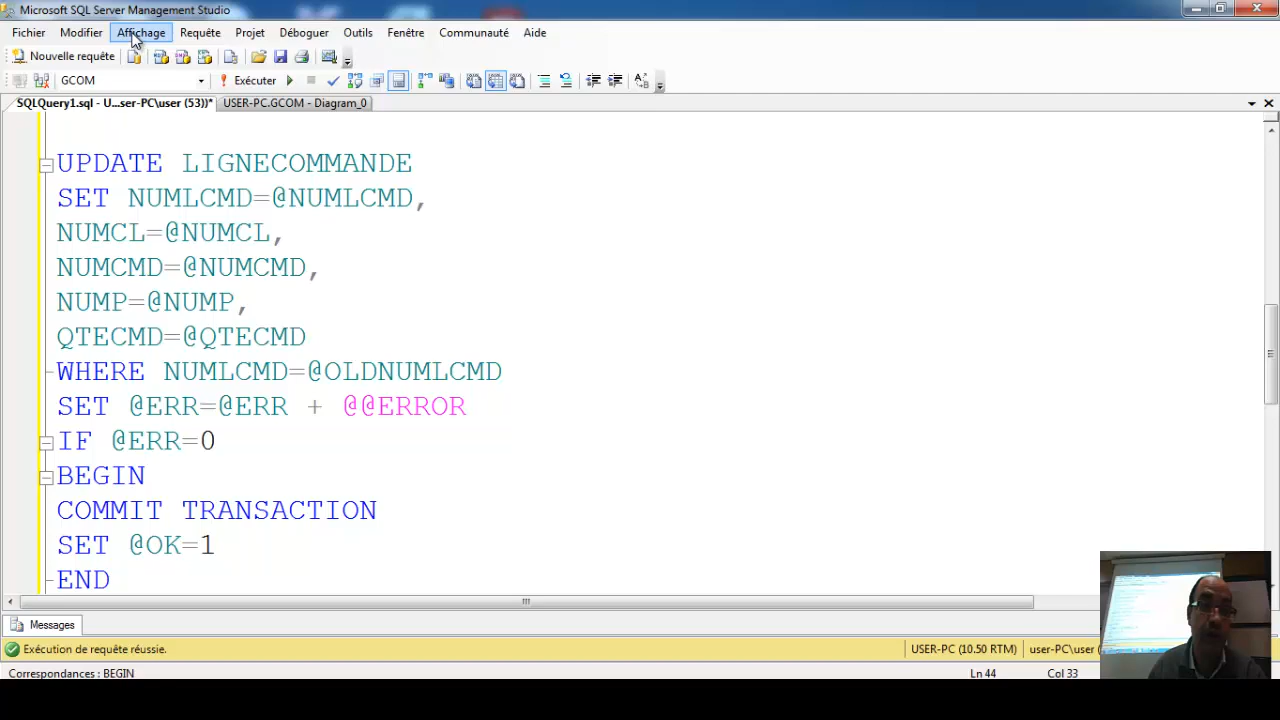 Microsoft SQL Server Management Studio
Fichier Modifier Affichage Requête Projet Déboguer Outils Fenêtre Communauté Aide
Nouvelle requête
GCOM Exécuter
SQLQuery1.sql - U...ser-PC\user (53))* USER-PC.GCOM - Diagram_0
UPDATE LIGNECOMMANDE
SET NUMLCMD=@NUMLCMD,
NUMCL=@NUMCL,
NUMCMD=@NUMCMD,
NUMP=@NUMP,
QTECMD=@QTECMD
WHERE NUMLCMD=@OLDNUMLCMD
SET @ERR=@ERR + @@ERROR
IF @ERR=0
BEGIN
COMMIT TRANSACTION
SET @OK=1
END
Messages
Exécution de requête réussie. USER-PC (10.50 RTM) user-PC\user (
Correspondances : BEGIN Ln 44 Col 33